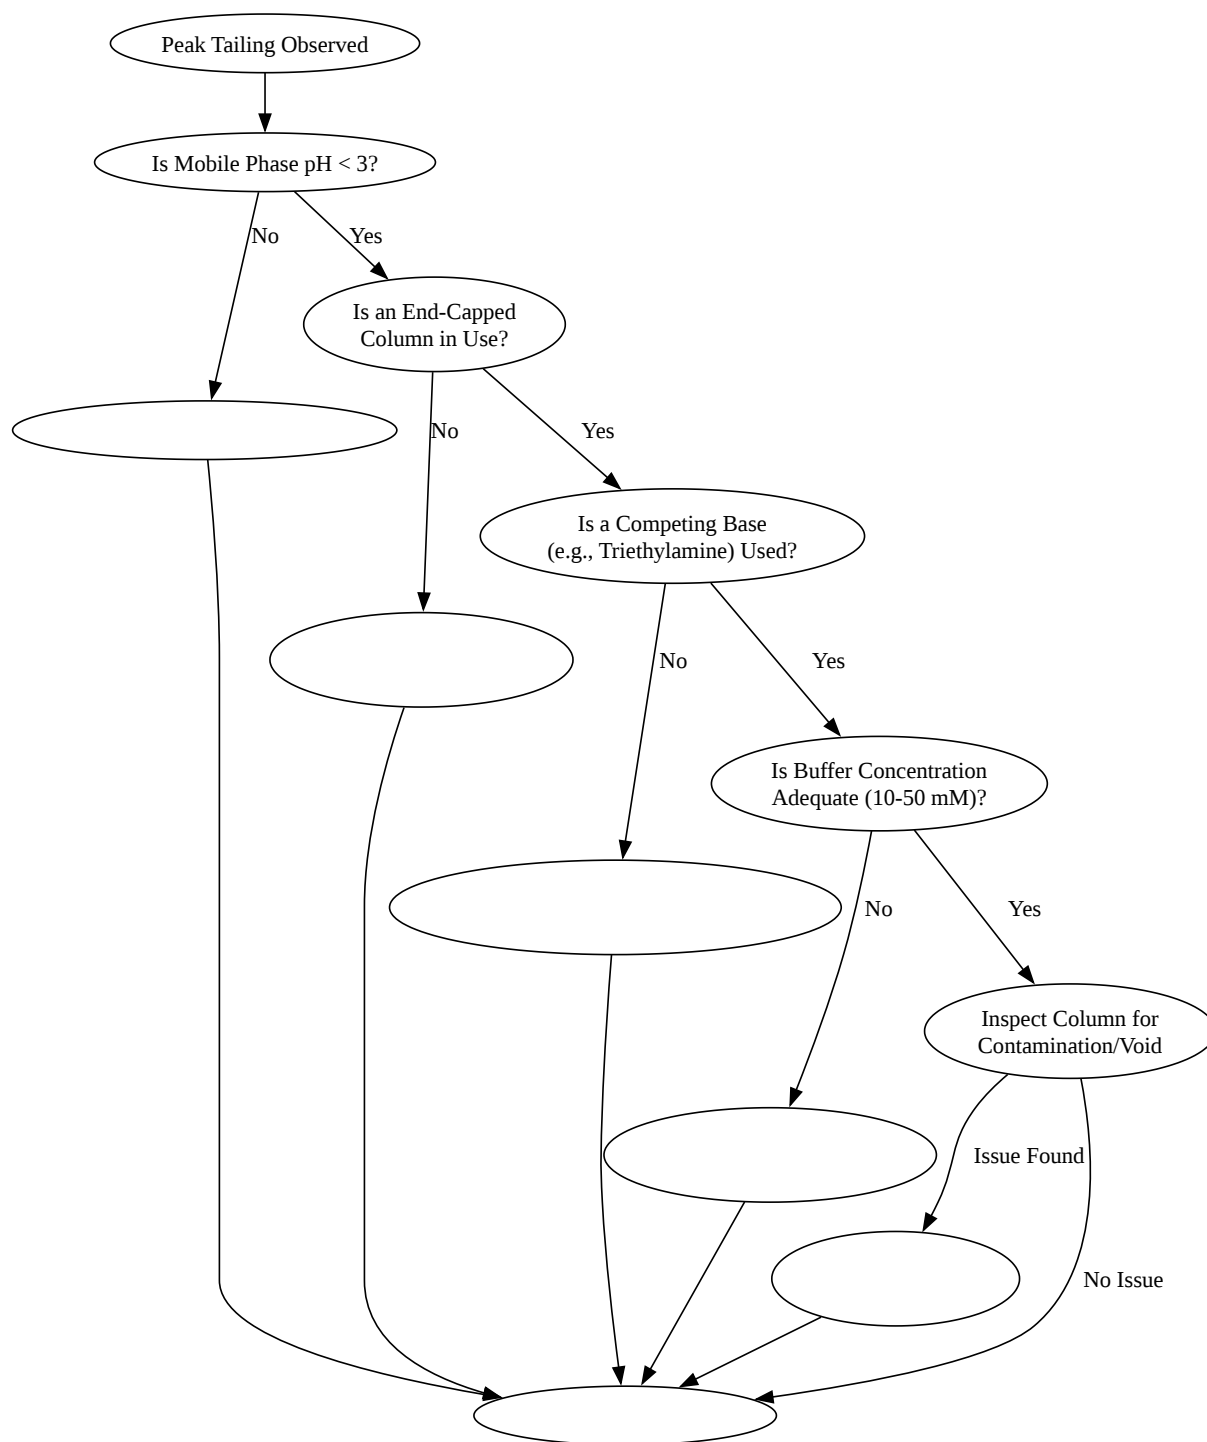 Peak Tailing Observed
Is Mobile Phase pH < 3?
No
Yes
Is an End-Capped
Column in Use?
No
Yes
Is a Competing Base
(e.g., Triethylamine) Used?
No
Yes
Is Buffer Concentration
Adequate (10-50 mM)?
No
Yes
Inspect Column for
Contamination/Void
Issue Found
No Issue